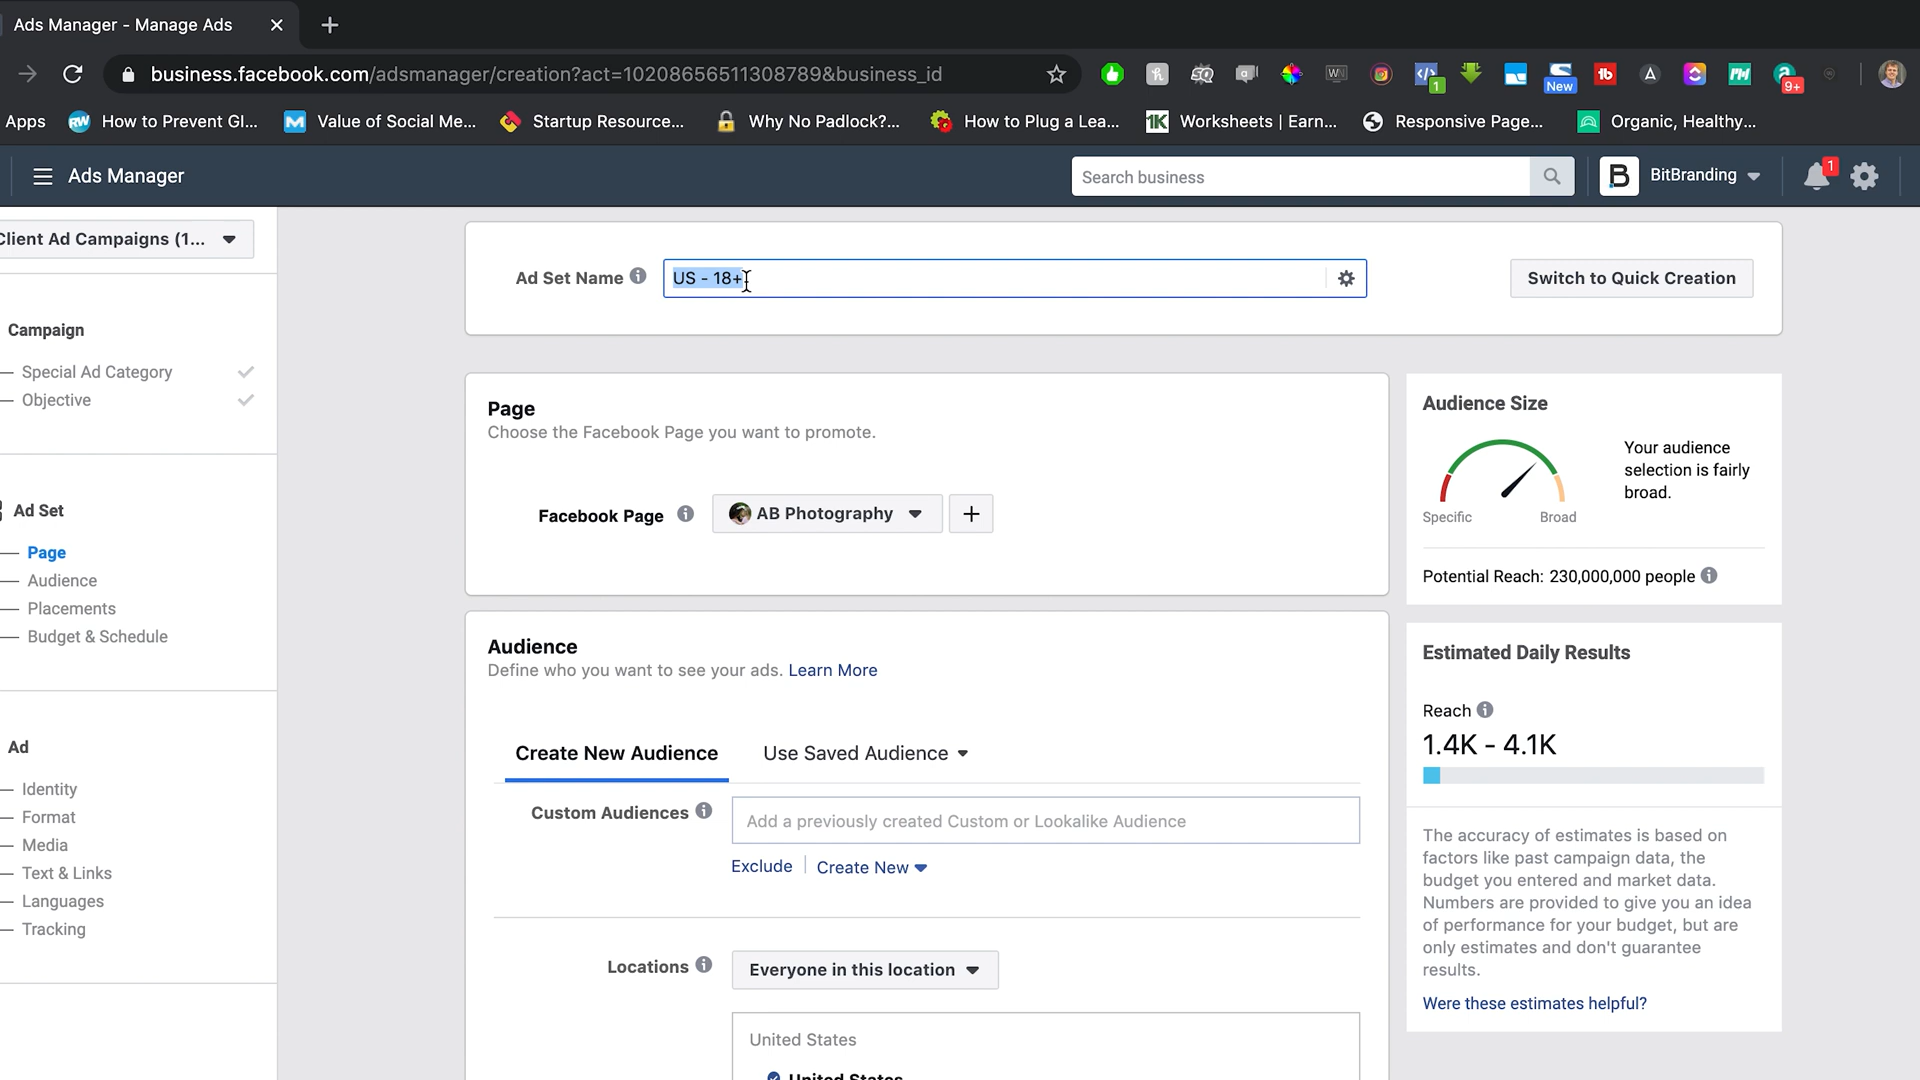 Ads Manager - Manage Ads
business.facebook.com/adsmanager/creation?act=10208656511308789&business_id
1
New
9+
Apps
How to Prevent Gl...
Value of Social Me...
Startup Resource...
Why No Padlock?...
How to Plug a Lea...
1K
Worksheets | Earn...
Responsive Page...
Organic, Healthy...
Ads Manager
Search business
B
BitBranding
1
Client Ad Campaigns (1...
Ad Set Name
US - 18+
Switch to Quick Creation
Campaign
Special Ad Category
Objective
Ad Set
Page
Audience
Placements
Budget & Schedule
Ad
Identity
Format
Media
Text & Links
Languages
Tracking
Page
Choose the Facebook Page you want to promote.
Facebook Page
AB Photography
Audience
Define who you want to see your ads. Learn More
Create New Audience
Use Saved Audience
Custom Audiences
Add a previously created Custom or Lookalike Audience
Exclude
Create New
Locations
Everyone in this location
United States
United States
Audience Size
Your audience
selection is fairly
broad.
Specific
Broad
Potential Reach: 230,000,000 people
Estimated Daily Results
Reach
1.4K - 4.1K
The accuracy of estimates is based on
factors like past campaign data, the
budget you entered and market data.
Numbers are provided to give you an idea
of performance for your budget, but are
only estimates and don't guarantee
results.
Were these estimates helpful?